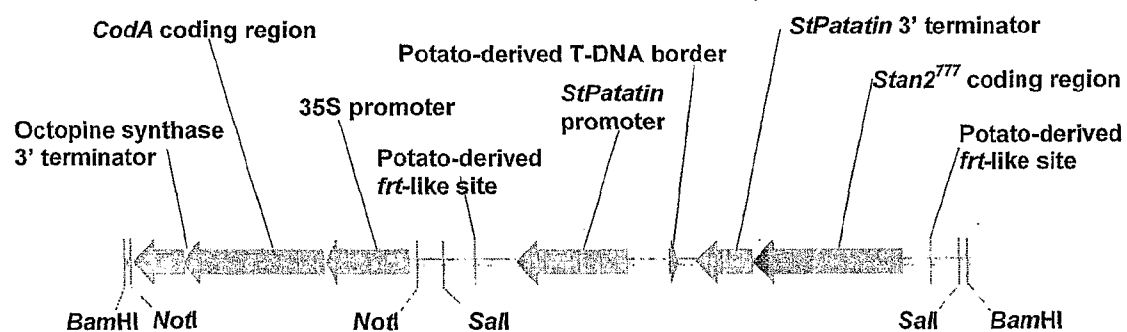 CodA coding region
StPatatin 3' terminator
Potato-derived T-DNA border
Stan2⁷⁷⁷ coding region
35S promoter
StPatatin
promoter
Octopine synthase
3' terminator
Potato-derived
frt-like site
Potato-derived
frt-like site
BamHI NotI NotI SalI SalI BamHI